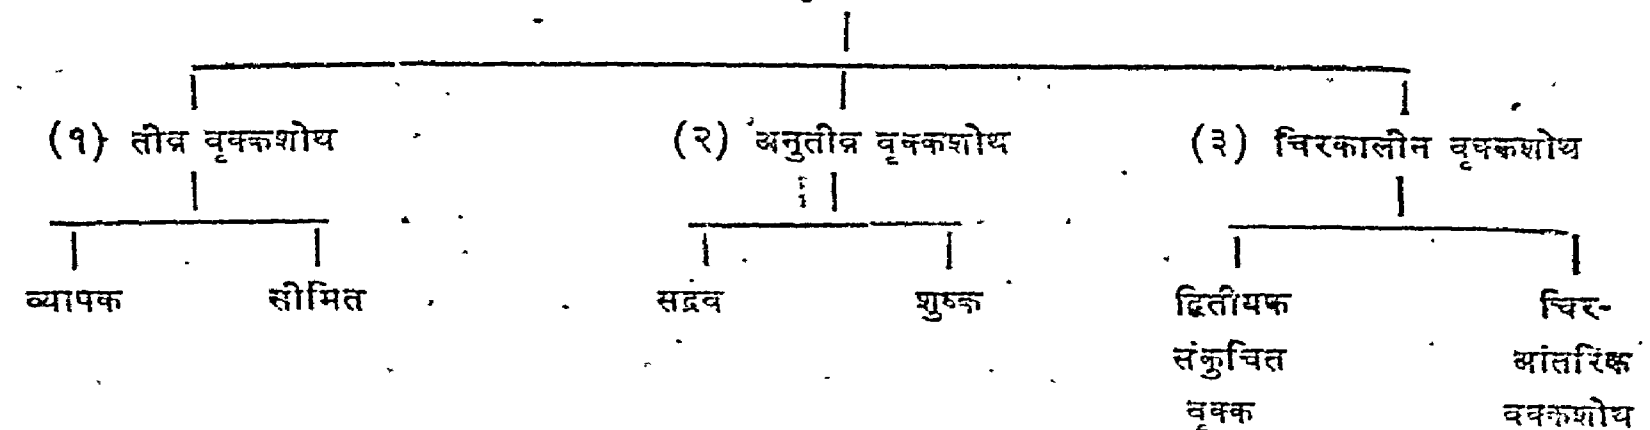 (१) तीव्र वृक्कशोथ (२) अनुतीव्र वृक्कशोथ (३) चिरकालीन वृक्कशोथ
व्यापक सीमित सद्रव शुष्क द्वितीयक चिर-
संकुचित आंतरिक
वृक्क वृक्कशोथ